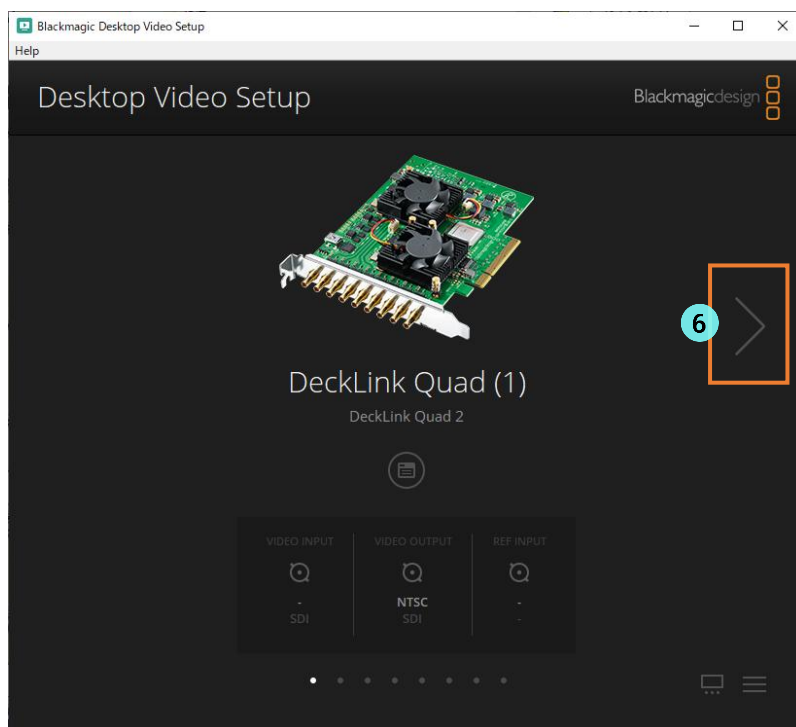 Blackmagic Desktop Video Setup
Help
Desktop Video Setup
Blackmagicdesign
6
DeckLink Quad (1)
DeckLink Quad 2
VIDEO INPUT VIDEO OUTPUT REF INPUT
- NTSC -
SDI SDI -